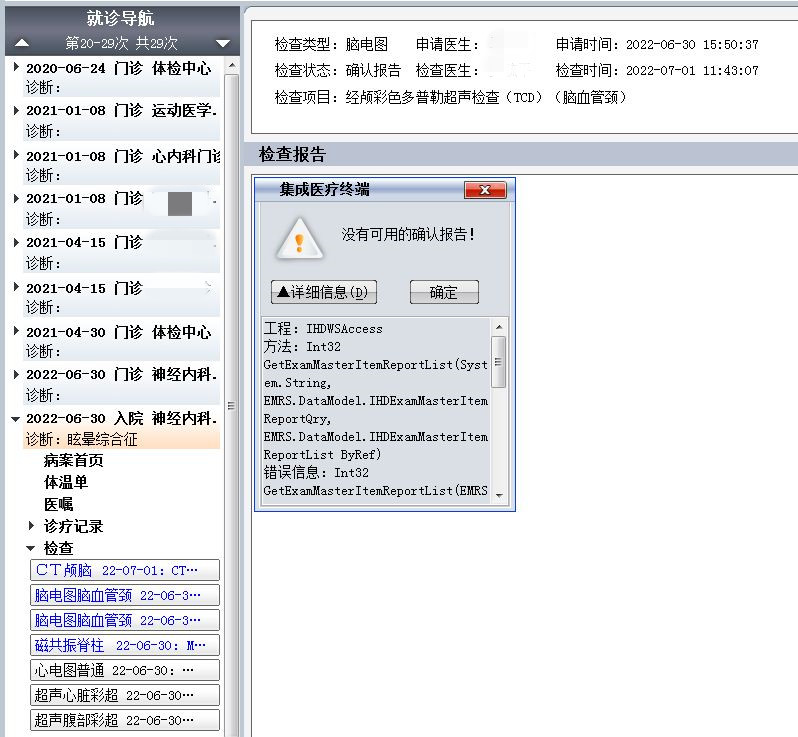 就诊导航
第20-29次 共29次
2020-06-24 门诊 体检中心
诊断：
2021-01-08 门诊 运动医学.
诊断：
2021-01-08 门诊 心内科门诊
诊断：
2021-01-08 门诊
诊断：
2021-04-15 门诊
诊断：
2021-04-15 门诊
诊断：
2021-04-30 门诊 体检中心
诊断：
2022-06-30 门诊 神经内科.
诊断：
2022-06-30 入院 神经内科.
诊断：眩晕综合征
病案首页
体温单
医嘱
诊疗记录
检查
CT颅脑 22-07-01：CT…
脑电图脑血管颈 22-06-3…
脑电图脑血管颈 22-06-3…
磁共振脊柱 22-06-30：M…
心电图普通 22-06-30：…
超声心脏彩超 22-06-30…
超声腹部彩超 22-06-30…
检查类型：脑电图 申请医生： 申请时间：2022-06-30 15:50:37
检查状态：确认报告 检查医生： 检查时间：2022-07-01 11:43:07
检查项目：经颅彩色多普勒超声检查（TCD）（脑血管颈）
检查报告
集成医疗终端
没有可用的确认报告！
▲详细信息(D) 确定
工程：IHDWSAccess
方法：Int32
GetExamMasterItemReportList(Syst
em.String,
EMRS.DataModel.IHDExamMasterItem
ReportQry,
EMRS.DataModel.IHDExamMasterItem
ReportList ByRef)
错误信息：Int32
GetExamMasterItemReportList(EMRS